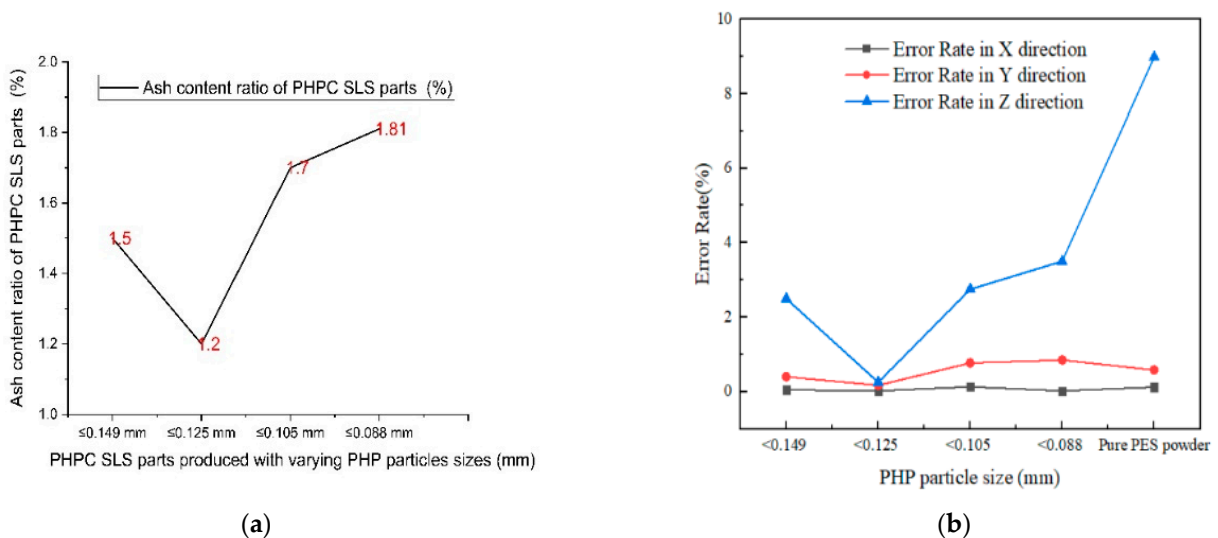 2.0
1.8
1.6
1.4
1.2
1.0
Ash content ratio of PHPC SLS parts (%)
Ash content ratio of PHPC SLS parts (%)
1.5
1.2
1.7
1.81
≤0.149 mm ≤0.125 mm ≤0.105 mm ≤0.088 mm
PHPC SLS parts produced with varying PHP particles sizes (mm)
(a)
10
8
6
4
2
0
Error Rate(%)
Error Rate in X direction
Error Rate in Y direction
Error Rate in Z direction
<0.149 <0.125 <0.105 <0.088 Pure PES powder
PHP particle size (mm)
(b)